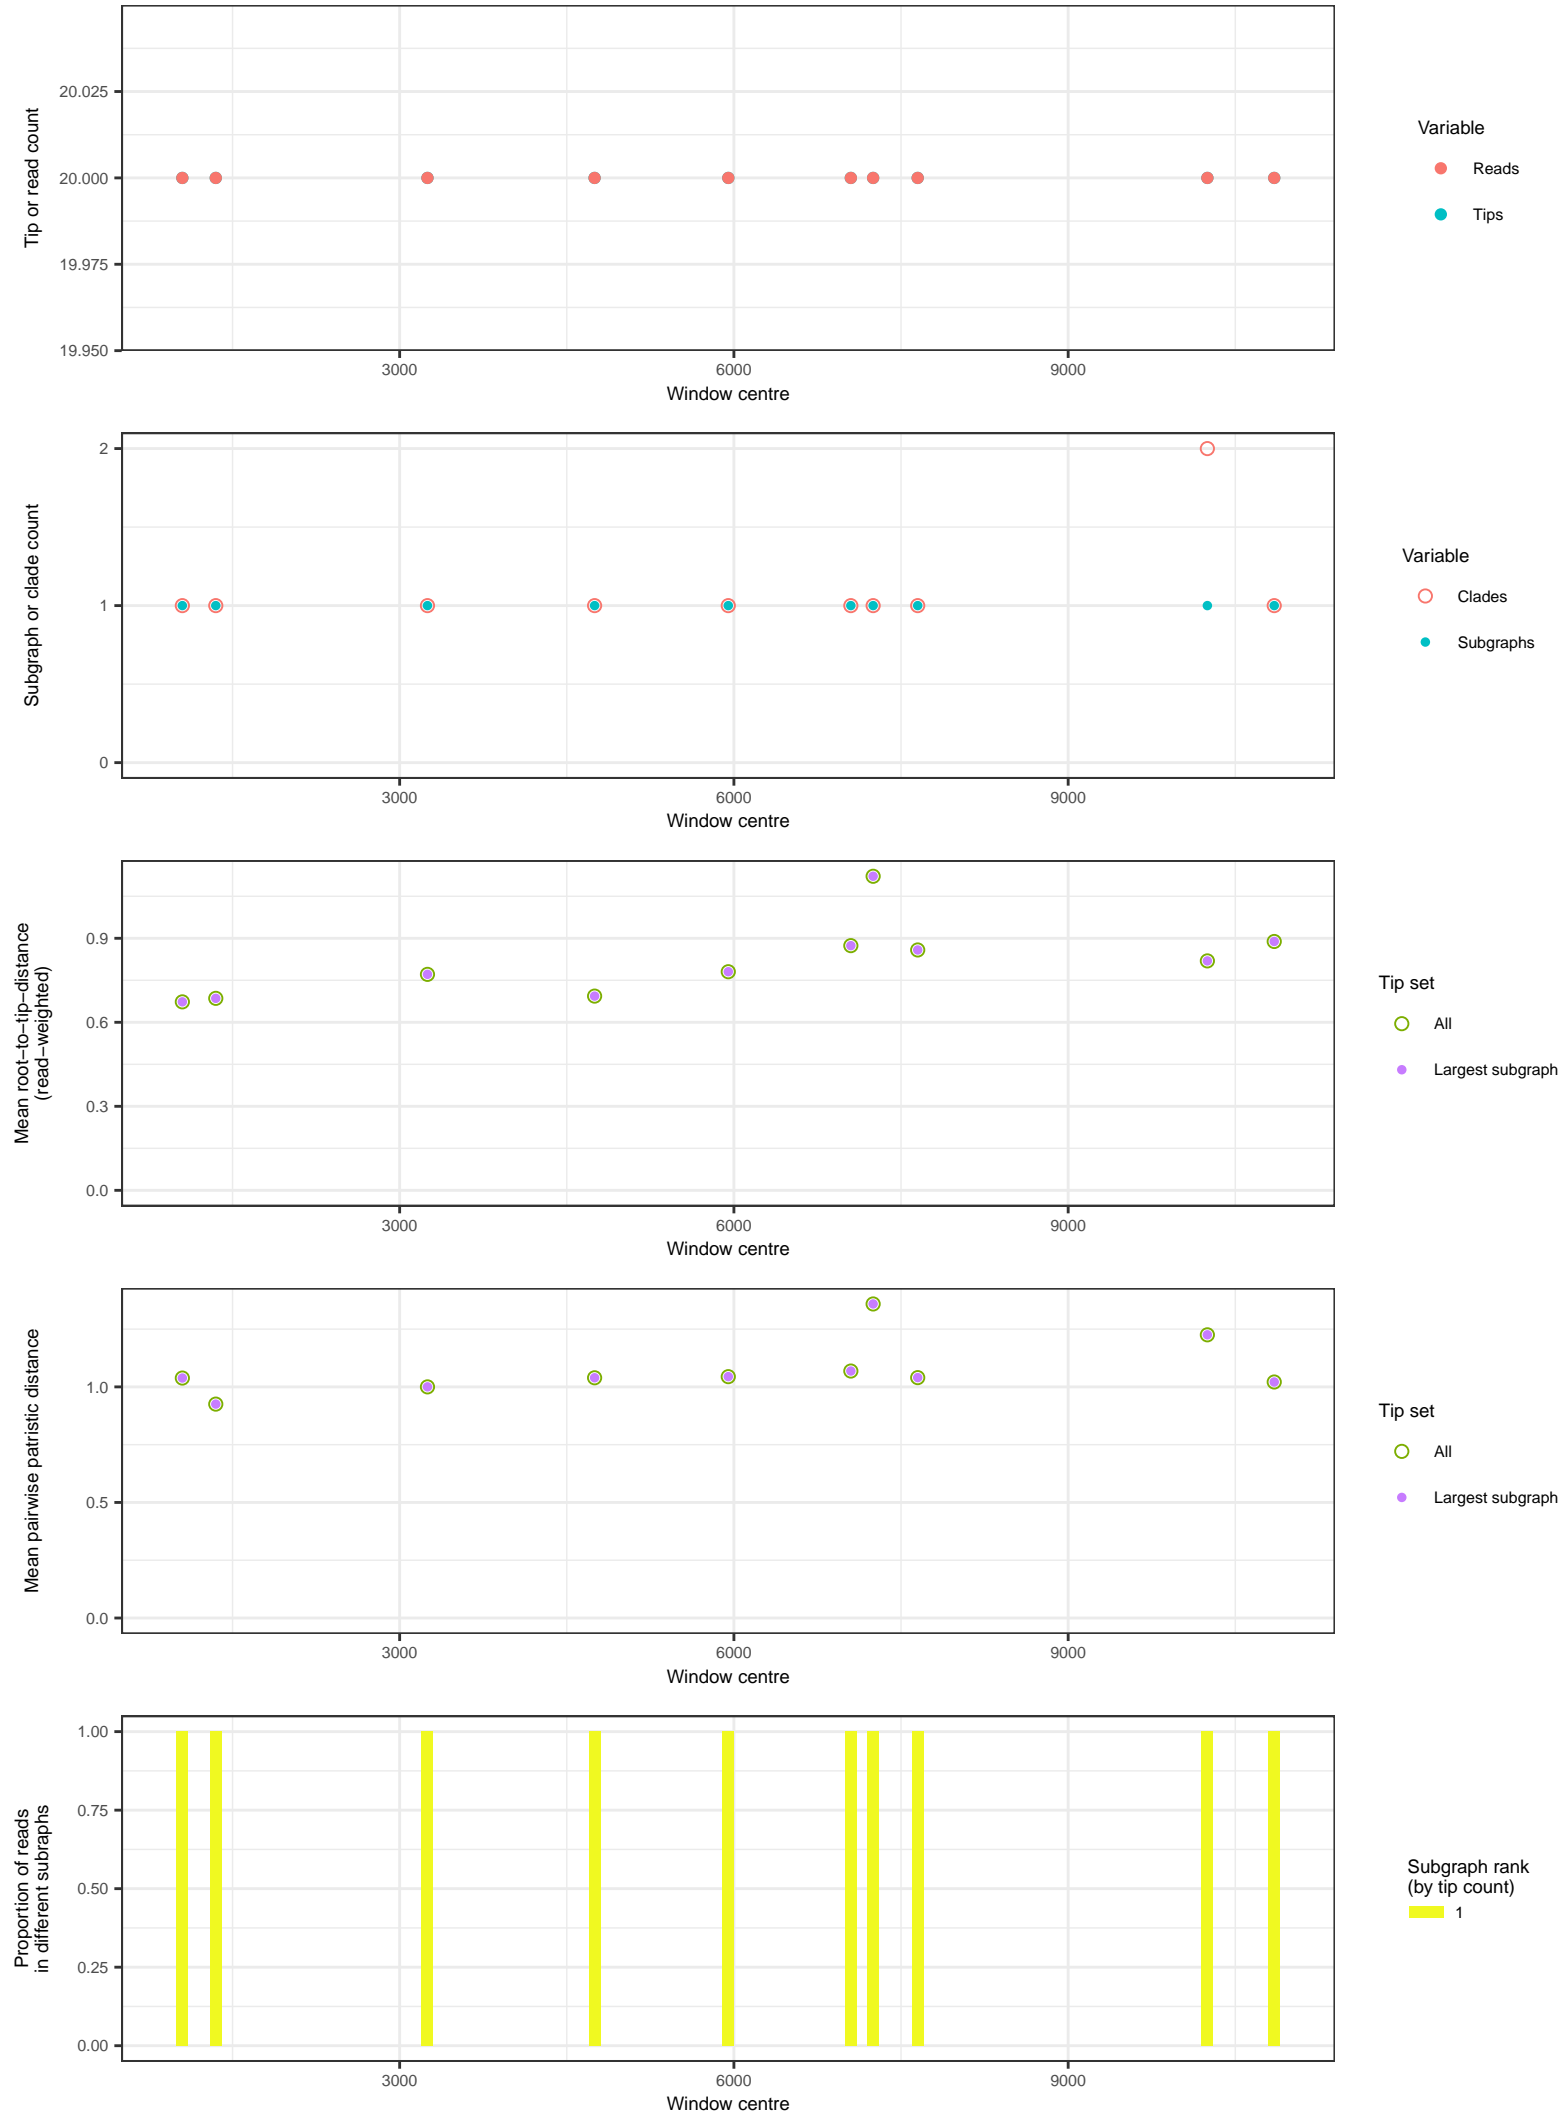 Tip or read count
20.025
20.000
19.975
19.950
3000
6000
9000
Window centre
Variable
Reads
Tips
Subgraph or clade count
2
1
0
3000
6000
9000
Window centre
Variable
Clades
Subgraphs
Mean root−to−tip−distance
(read−weighted)
0.9
0.6
0.3
0.0
3000
6000
9000
Window centre
Tip set
All
Largest subgraph
Mean pairwise patristic distance
1.0
0.5
0.0
3000
6000
9000
Window centre
Tip set
All
Largest subgraph
Proportion of reads
in different subraphs
1.00
0.75
0.50
0.25
0.00
3000
6000
9000
Window centre
Subgraph rank
(by tip count)
1